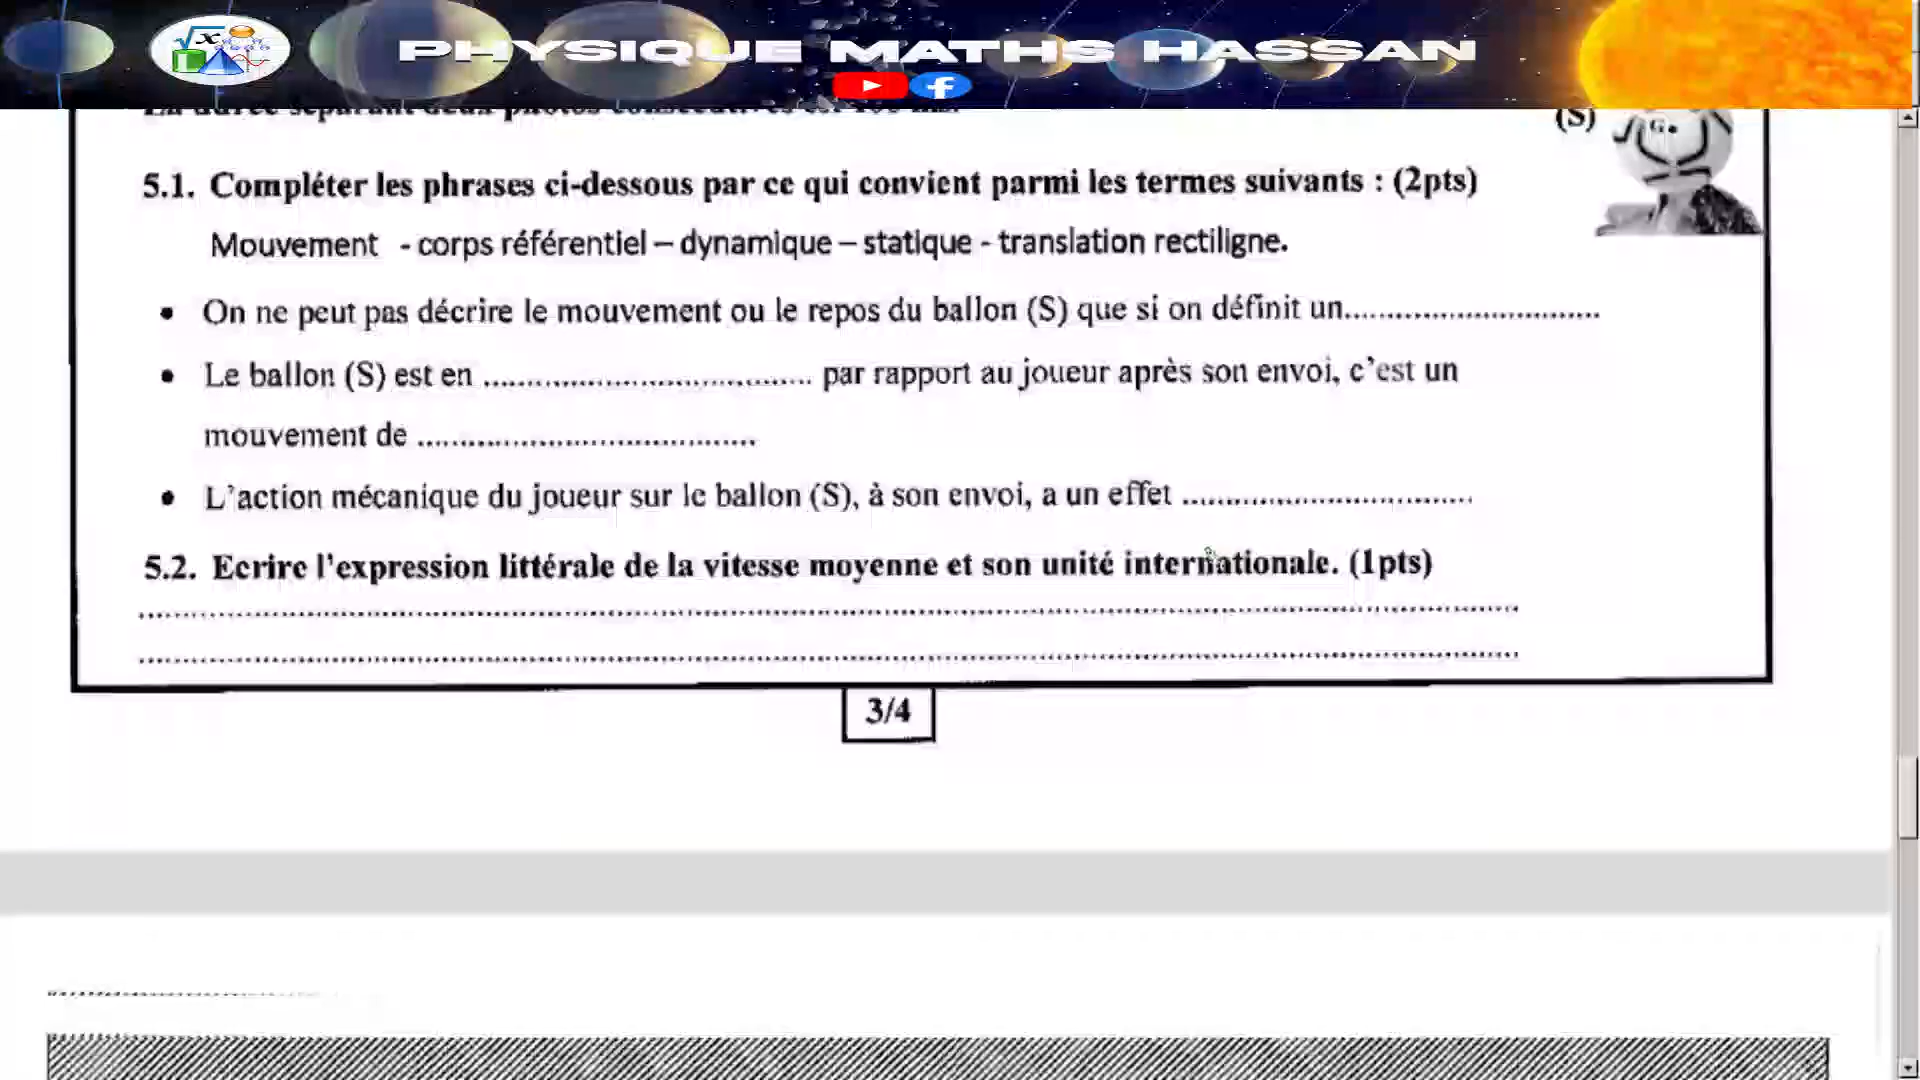 PHYSIQUE MATHS HASSAN
(S)
G.
5.1. Compléter les phrases ci-dessous par ce qui convient parmi les termes suivants : (2pts)
Mouvement - corps référentiel – dynamique – statique - translation rectiligne.
• On ne peut pas décrire le mouvement ou le repos du ballon (S) que si on définit un..............................
• Le ballon (S) est en ...................................... par rapport au joueur après son envoi, c’est un
mouvement de .......................................
• L’action mécanique du joueur sur le ballon (S), à son envoi, a un effet .................................
5.2. Ecrire l’expression littérale de la vitesse moyenne et son unité internationale. (1pts)
3/4